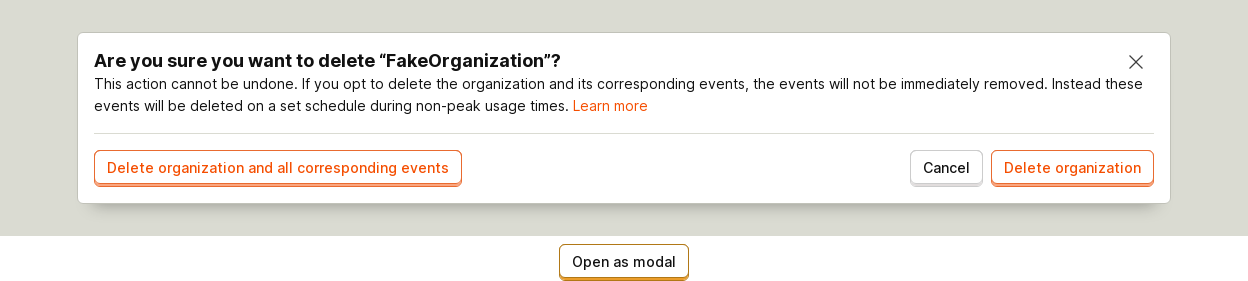 Are you sure you want to delete “FakeOrganization”?
This action cannot be undone. If you opt to delete the organization and its corresponding events, the events will not be immediately removed. Instead these
events will be deleted on a set schedule during non-peak usage times. Learn more
Delete organization and all corresponding events
Cancel
Delete organization
Open as modal